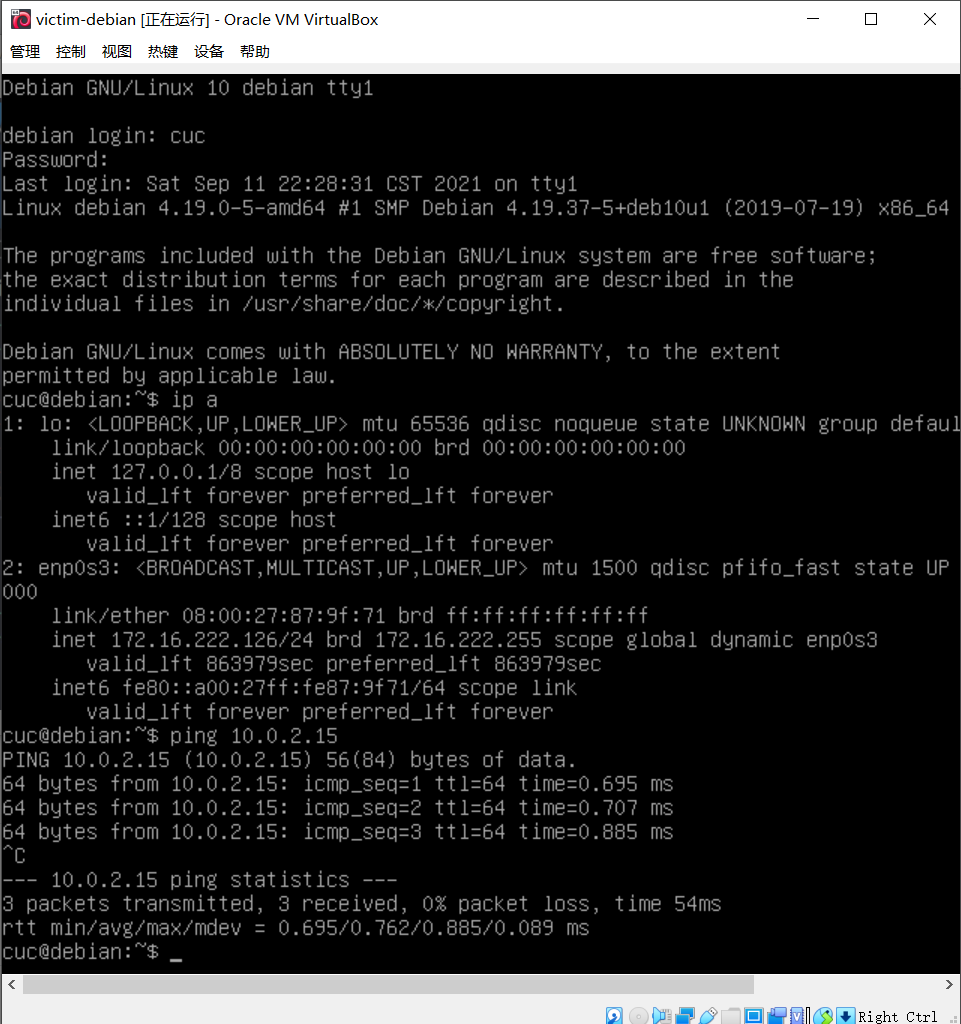 victim-debian [正在运行] - Oracle VM VirtualBox
管理 控制 视图 热键 设备 帮助
Debian GNU/Linux 10 debian tty1
debian login: cuc
Password:
Last login: Sat Sep 11 22:28:31 CST 2021 on tty1
Linux debian 4.19.0-5-amd64 #1 SMP Debian 4.19.37-5+deb10u1 (2019-07-19) x86_64
The programs included with the Debian GNU/Linux system are free software;
the exact distribution terms for each program are described in the
individual files in /usr/share/doc/*/copyright.
Debian GNU/Linux comes with ABSOLUTELY NO WARRANTY, to the extent
permitted by applicable law.
cuc@debian:~$ ip a
1: lo: <LOOPBACK,UP,LOWER_UP> mtu 65536 qdisc noqueue state UNKNOWN group defaul
link/loopback 00:00:00:00:00:00 brd 00:00:00:00:00:00
inet 127.0.0.1/8 scope host lo
valid_lft forever preferred_lft forever
inet6 ::1/128 scope host
valid_lft forever preferred_lft forever
2: enp0s3: <BROADCAST,MULTICAST,UP,LOWER_UP> mtu 1500 qdisc pfifo_fast state UP
000
link/ether 08:00:27:87:9f:71 brd ff:ff:ff:ff:ff:ff
inet 172.16.222.126/24 brd 172.16.222.255 scope global dynamic enp0s3
valid_lft 863979sec preferred_lft 863979sec
inet6 fe80::a00:27ff:fe87:9f71/64 scope link
valid_lft forever preferred_lft forever
cuc@debian:~$ ping 10.0.2.15
PING 10.0.2.15 (10.0.2.15) 56(84) bytes of data.
64 bytes from 10.0.2.15: icmp_seq=1 ttl=64 time=0.695 ms
64 bytes from 10.0.2.15: icmp_seq=2 ttl=64 time=0.707 ms
64 bytes from 10.0.2.15: icmp_seq=3 ttl=64 time=0.885 ms
^C
--- 10.0.2.15 ping statistics ---
3 packets transmitted, 3 received, 0% packet loss, time 54ms
rtt min/avg/max/mdev = 0.695/0.762/0.885/0.089 ms
cuc@debian:~$ _
Right Ctrl